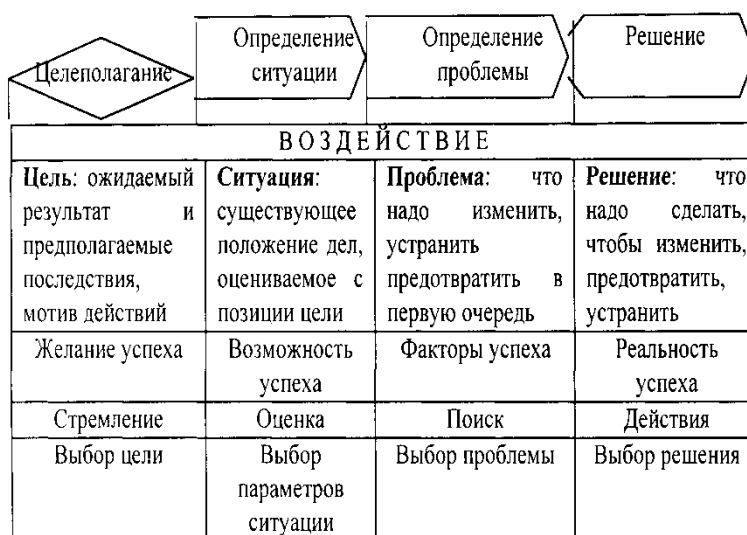 Целеполагание
Определение
ситуации
Определение
проблемы
Решение
ВОЗДЕЙСТВИЕ
Цель: ожидаемый
результат и
предполагаемые
последствия,
мотив действий
Ситуация:
существующее
положение дел,
оцениваемое с
позиции цели
Проблема: что
надо изменить,
устранить
предотвратить в
первую очередь
Решение: что
надо сделать,
чтобы изменить,
предотвратить,
устранить
Желание успеха
Возможность
успеха
Факторы успеха
Реальность
успеха
Стремление
Оценка
Поиск
Действия
Выбор цели
Выбор
параметров
ситуации
Выбор проблемы
Выбор решения